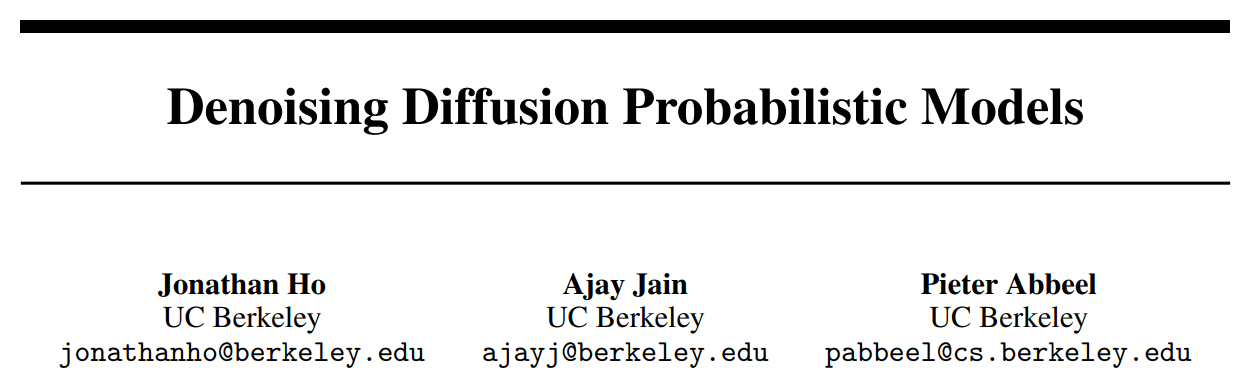 Denoising Diffusion Probabilistic Models
Jonathan Ho
UC Berkeley
jonathanho@berkeley.edu
Ajay Jain
UC Berkeley
ajayj@berkeley.edu
Pieter Abbeel
UC Berkeley
pabbeel@cs.berkeley.edu